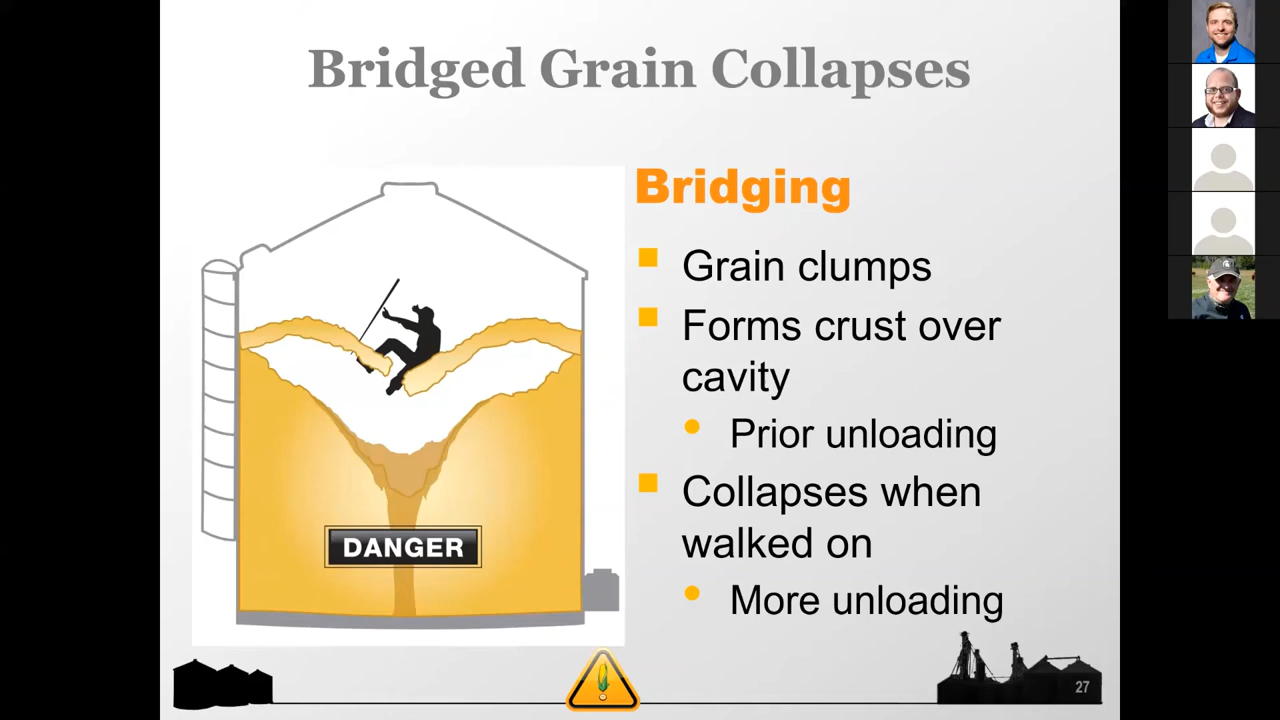 Bridged Grain Collapses
Bridging
Grain clumps
Forms crust over
cavity
Prior unloading
Collapses when
walked on
More unloading
DANGER
27